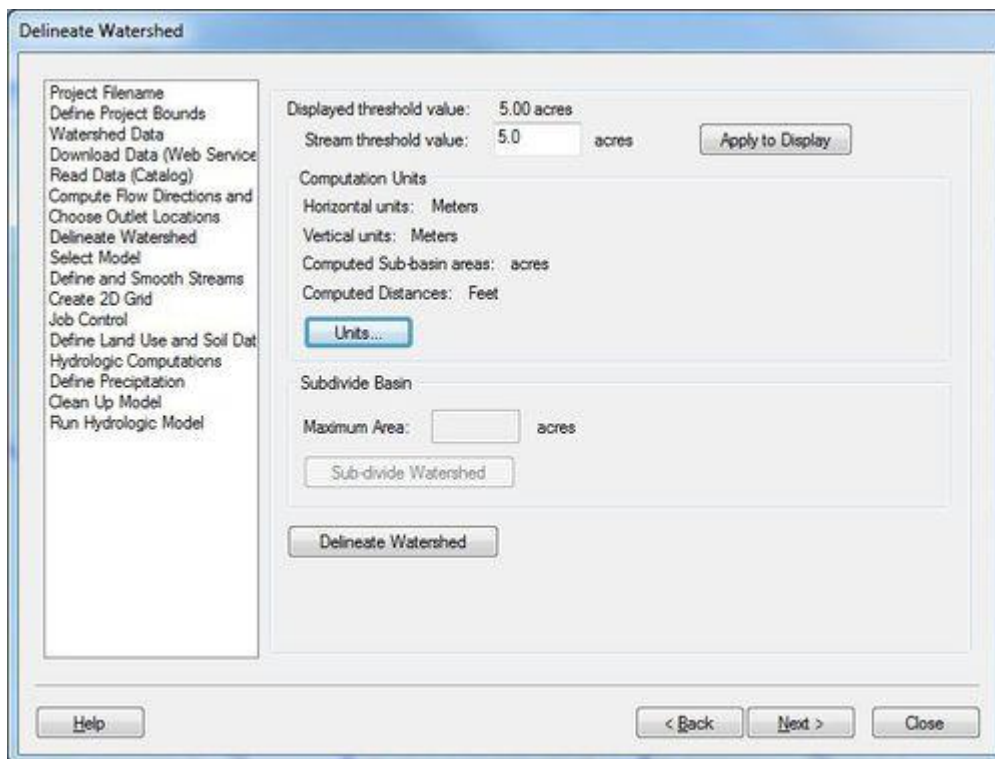 Delineate Watershed
Project Filename
Define Project Bounds
Watershed Data
Download Data (Web Service
Read Data (Catalog)
Compute Flow Directions and
Choose Outlet Locations
Delineate Watershed
Select Model
Define and Smooth Streams
Create 2D Grid
Job Control
Define Land Use and Soil Dat
Hydrologic Computations
Define Precipitation
Clean Up Model
Run Hydrologic Model
Displayed threshold value: 5.00 acres
Stream threshold value: 5.0 acres Apply to Display
Computation Units
Horizontal units: Meters
Vertical units: Meters
Computed Sub-basin areas: acres
Computed Distances: Feet
Units...
Subdivide Basin
Maximum Area: acres
Sub-divide Watershed
Delineate Watershed
Help < Back Next > Close